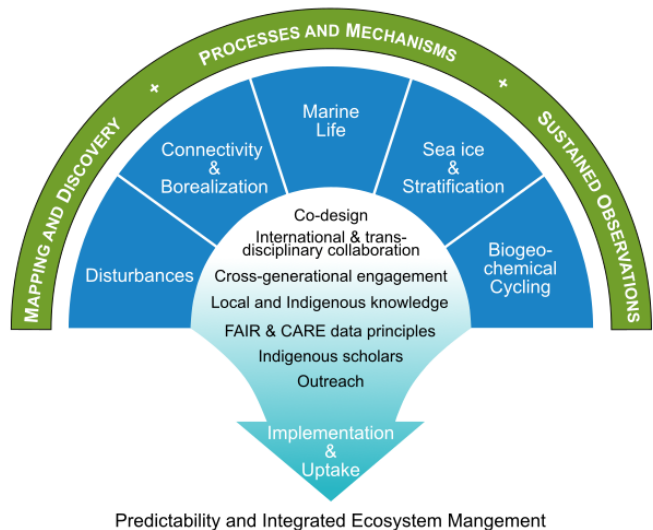 MAPPING AND DISCOVERY + PROCESSES AND MECHANISMS + SUSTAINED OBSERVATIONS
Disturbances
Connectivity
&
Borealization
Marine
Life
Sea ice
&
Stratification
Biogeo-
chemical
Cycling
Co-design
International & trans-
disciplinary collaboration
Cross-generational engagement
Local and Indigenous knowledge
FAIR & CARE data principles
Indigenous scholars
Outreach
Implementation
&
Uptake
Predictability and Integrated Ecosystem Mangement